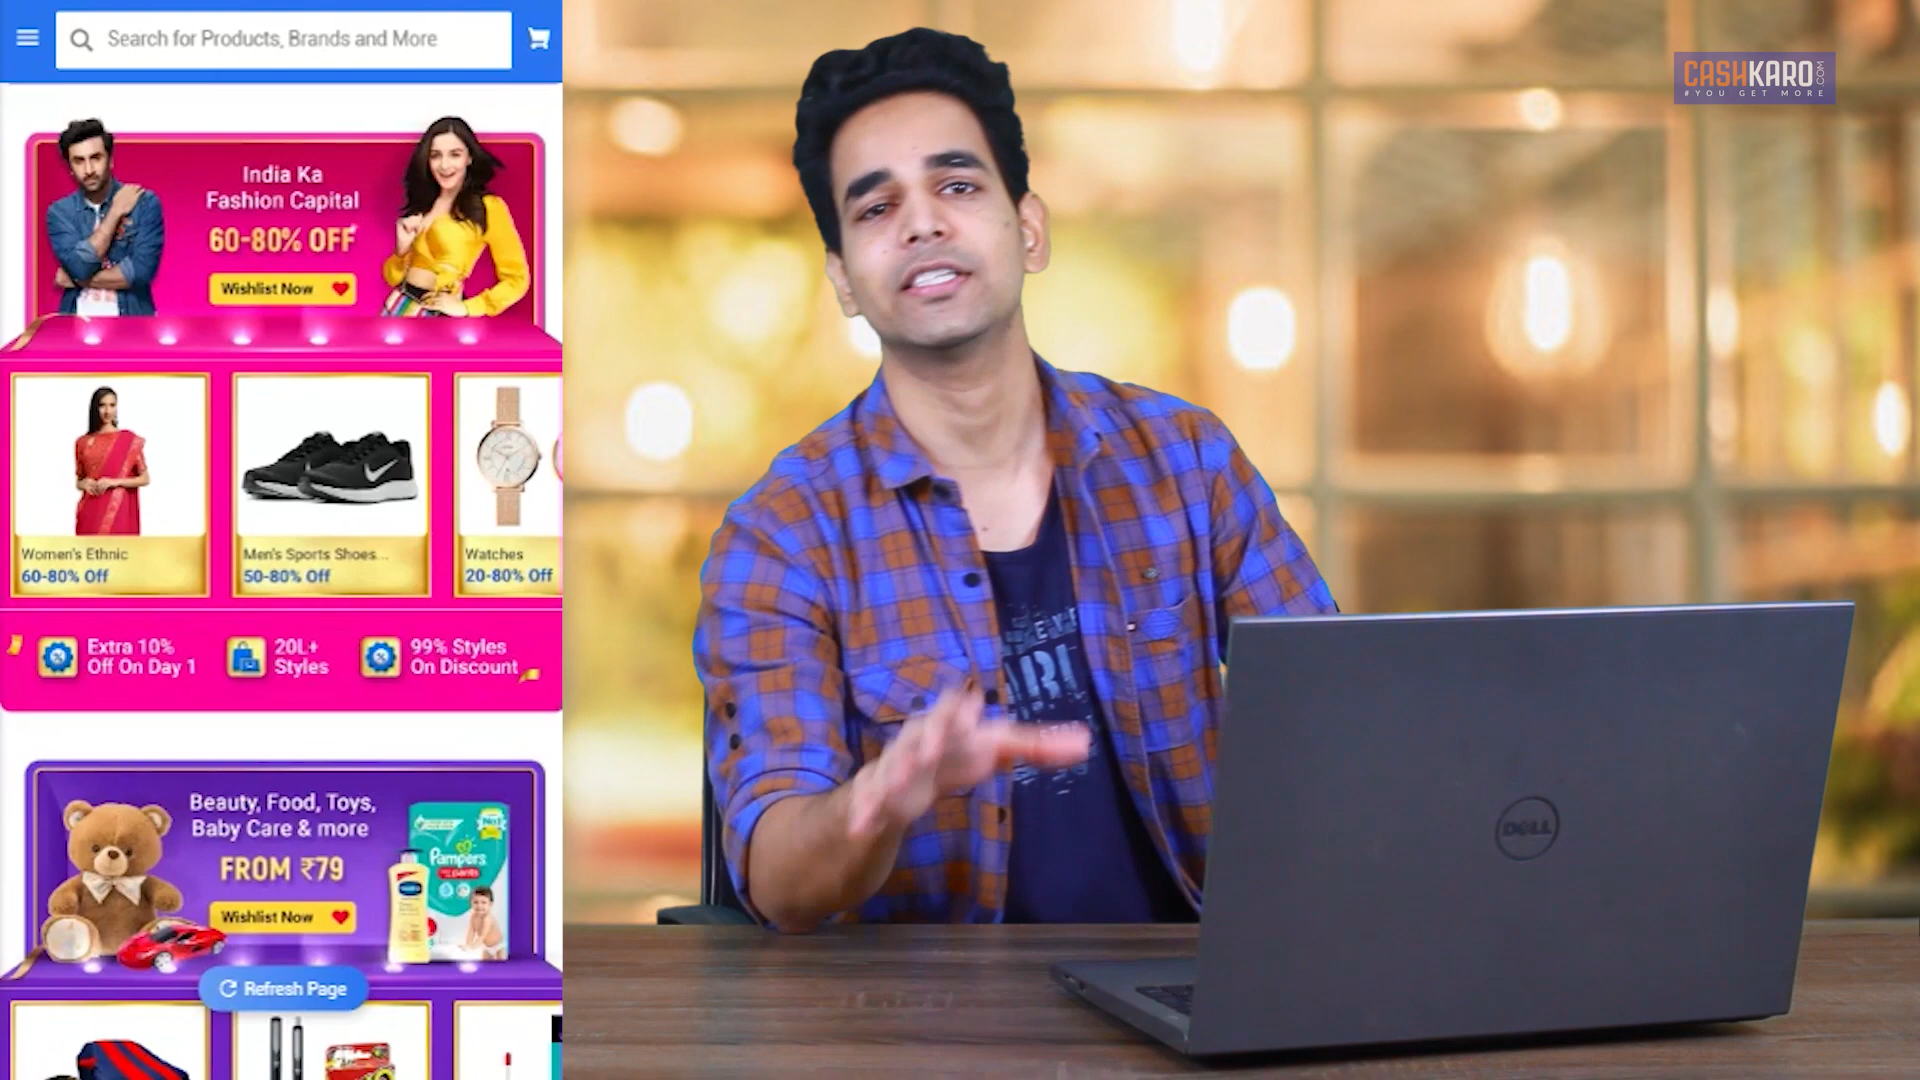 Search for Products, Brands and More
India Ka
Fashion Capital
60-80% OFF
Wishlist Now
Women's Ethnic
60-80% Off
Men's Sports Shoes...
50-80% Off
Watches
20-80% Off
Extra 10%
Off On Day 1
20L+
Styles
99% Styles
On Discount
Beauty, Food, Toys,
Baby Care & more
FROM ₹79
Wishlist Now
Pampers
pants
Refresh Page
CASHKARO.COM
#YOU GET MORE
DELL